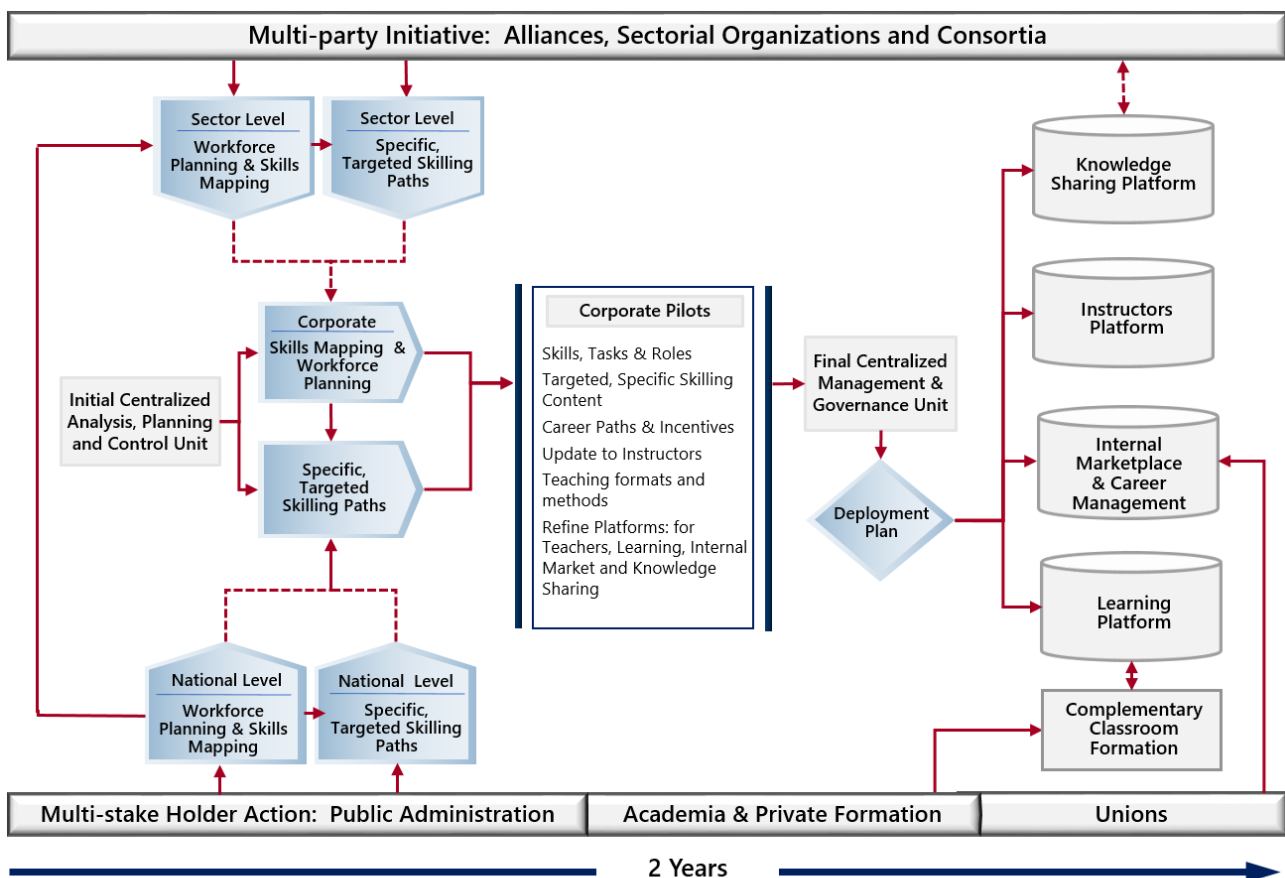 Multi-party Initiative: Alliances, Sectorial Organizations and Consortia
Sector Level
Workforce
Planning & Skills
Mapping
Sector Level
Specific,
Targeted Skilling
Paths
Knowledge
Sharing Platform
Corporate
Skills Mapping &
Workforce
Planning
Initial Centralized
Analysis, Planning
and Control Unit
Specific,
Targeted
Skilling Paths
Corporate Pilots
Skills, Tasks & Roles
Targeted, Specific Skilling
Content
Career Paths & Incentives
Update to Instructors
Teaching formats and
methods
Refine Platforms: for
Teachers, Learning, Internal
Market and Knowledge
Sharing
Final Centralized
Management &
Governance Unit
Deployment
Plan
Instructors
Platform
Internal
Marketplace
& Career
Management
Learning
Platform
National Level
Workforce
Planning & Skills
Mapping
National Level
Specific,
Targeted Skilling
Paths
Complementary
Classroom
Formation
Multi-stake Holder Action: Public Administration
Academia & Private Formation
Unions
2 Years